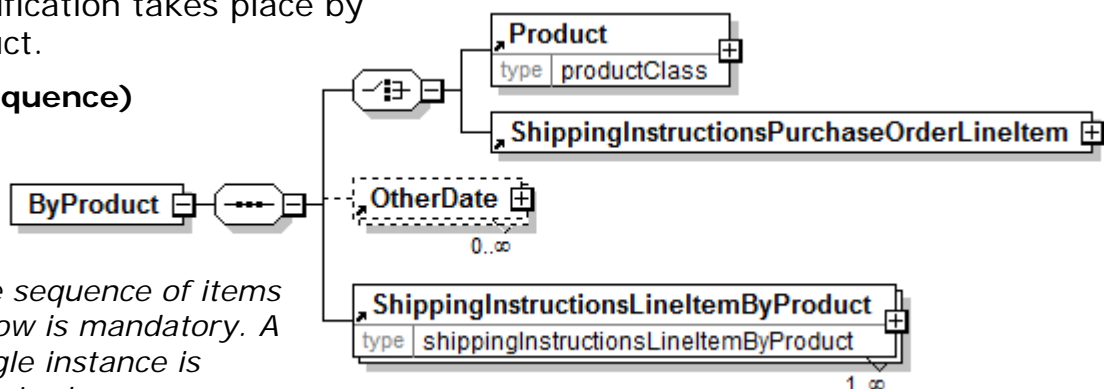 ification takes place by
uct.
quence)
e sequence of items
ow is mandatory. A
gle instance is
Product
type productClass
ShippingInstructionsPurchaseOrderLineItem
ByProduct
OtherDate
0..∞
ShippingInstructionsLineItemByProduct
type shippingInstructionsLineItemByProduct
1..∞